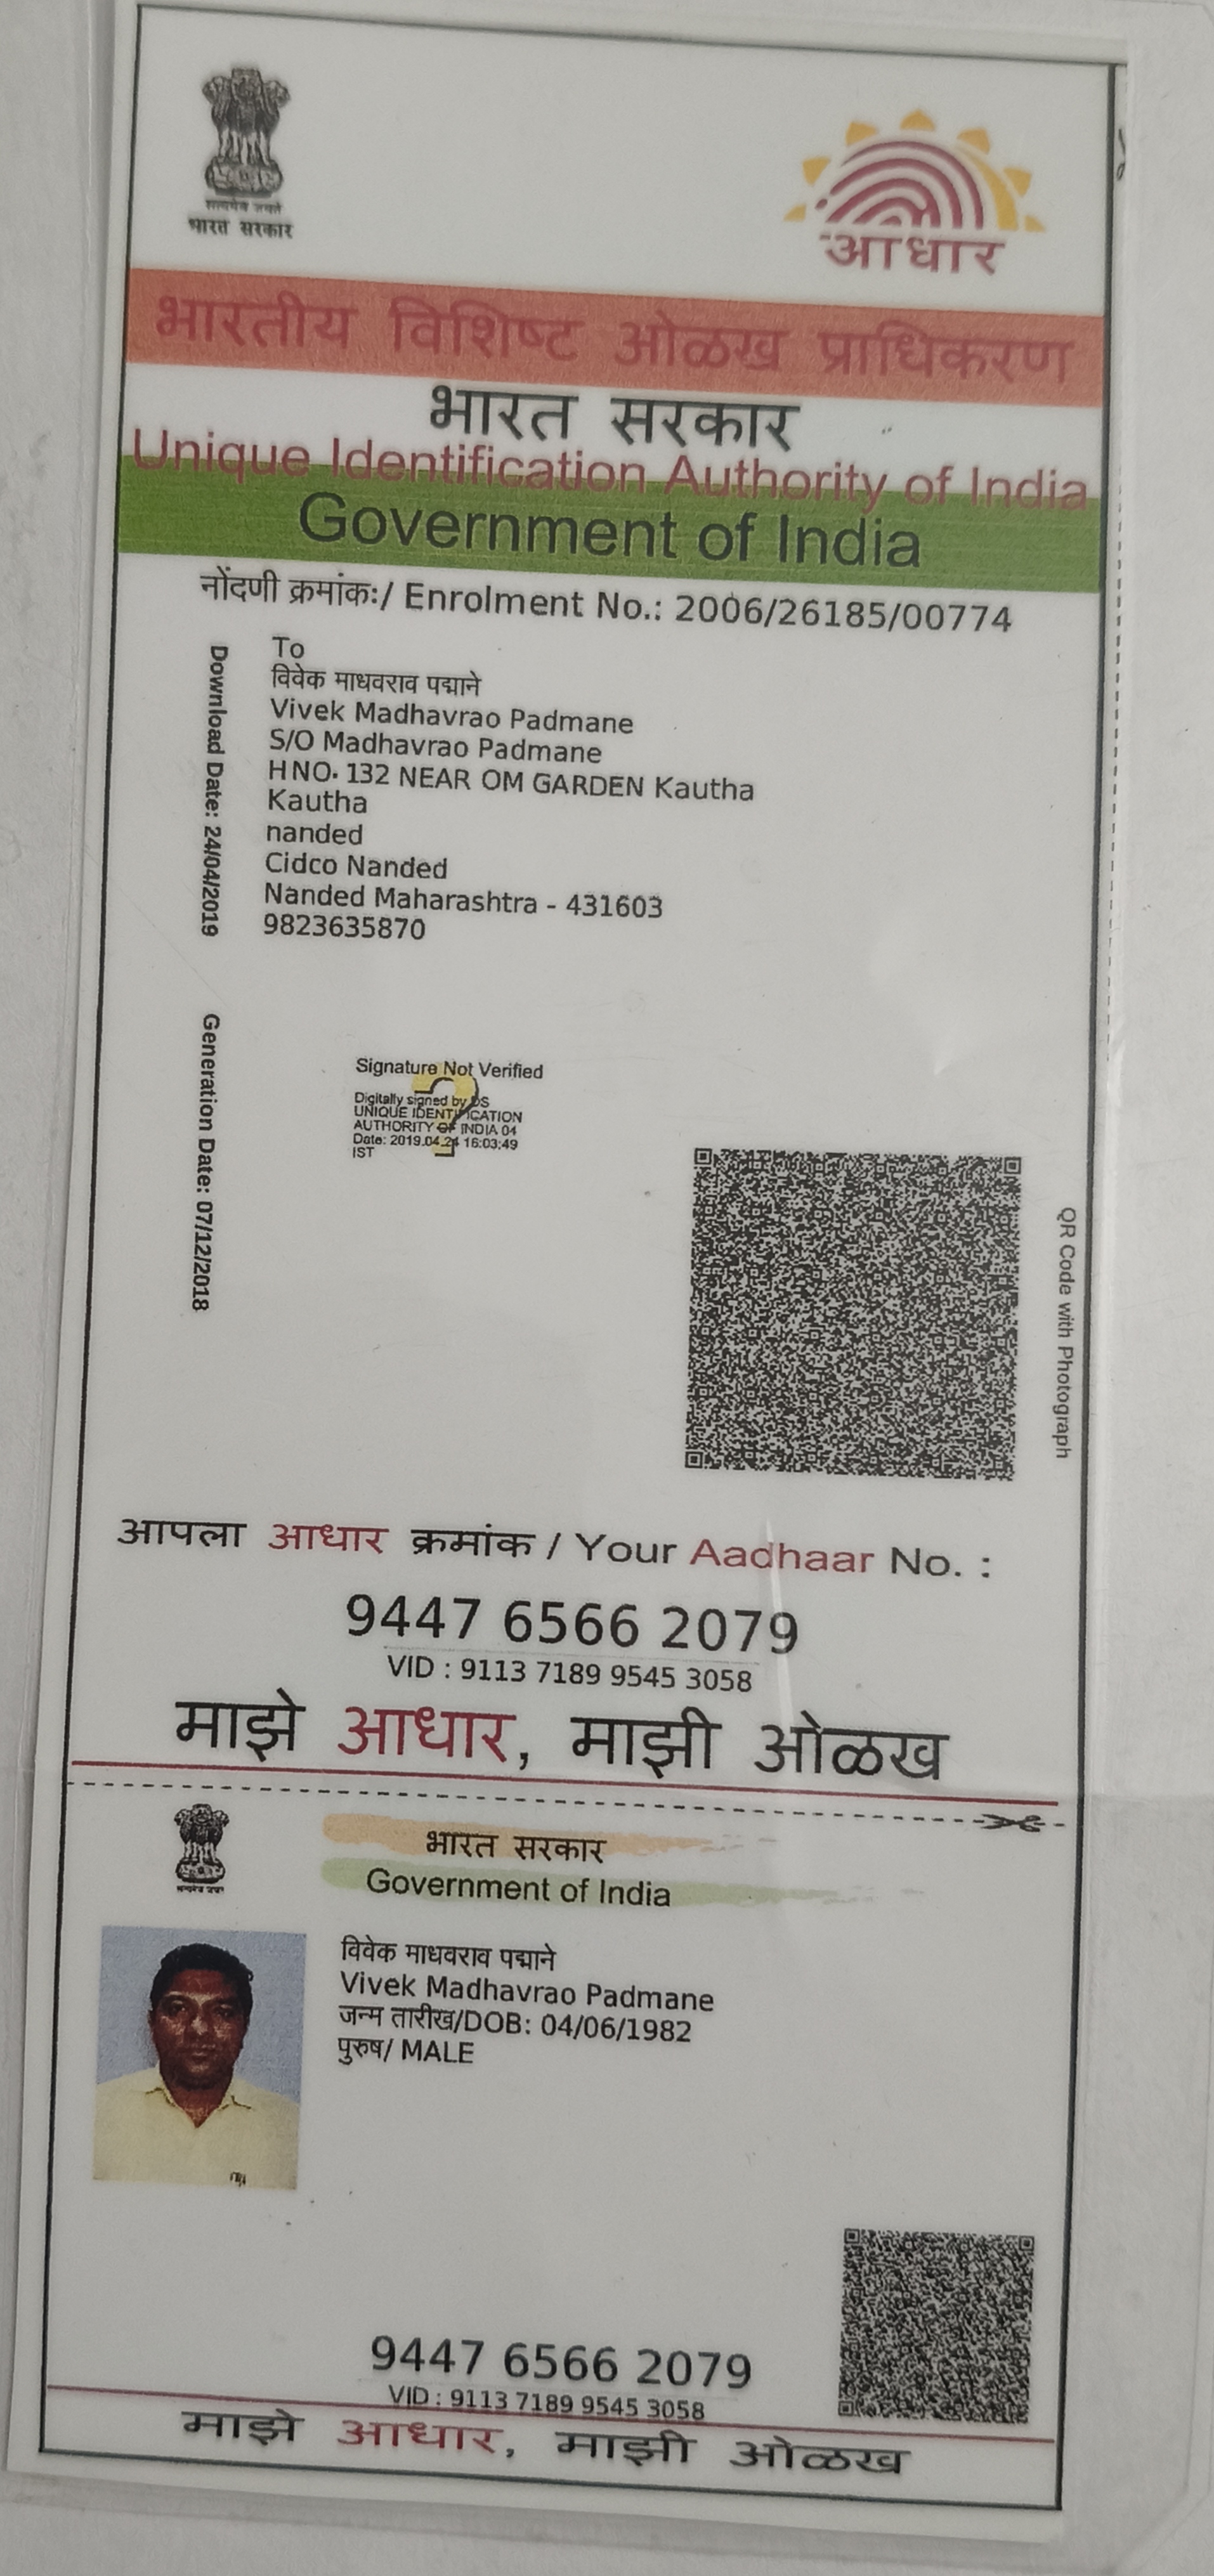 सत्यमेव जयते
भारत सरकार
आधार
भारतीय विशिष्ट ओळख प्राधिकरण
भारत सरकार
Unique Identification Authority of India
Government of India
नोंदणी क्रमांकः/ Enrolment No.: 2006/26185/00774
To
विवेक माधवराव पद्माने
Vivek Madhavrao Padmane
S/O Madhavrao Padmane
HNO. 132 NEAR OM GARDEN Kautha
Kautha
nanded
Cidco Nanded
Nanded Maharashtra - 431603
9823635870
Download Date: 24/04/2019
Generation Date: 07/12/2018
Signature Not Verified
Digitally signed by DS
UNIQUE IDENTIFICATION
AUTHORITY OF INDIA 04
Date: 2019.04.24 16:03:49
IST
QR Code with Photograph
आपला आधार क्रमांक / Your Aadhaar No. :
9447 6566 2079
VID : 9113 7189 9545 3058
माझे आधार, माझी ओळख
भारत सरकार
Government of India
विवेक माधवराव पद्माने
Vivek Madhavrao Padmane
जन्म तारीख/DOB: 04/06/1982
पुरुष/ MALE
9447 6566 2079
VID : 9113 7189 9545 3058
माझे आधार, माझी ओळख